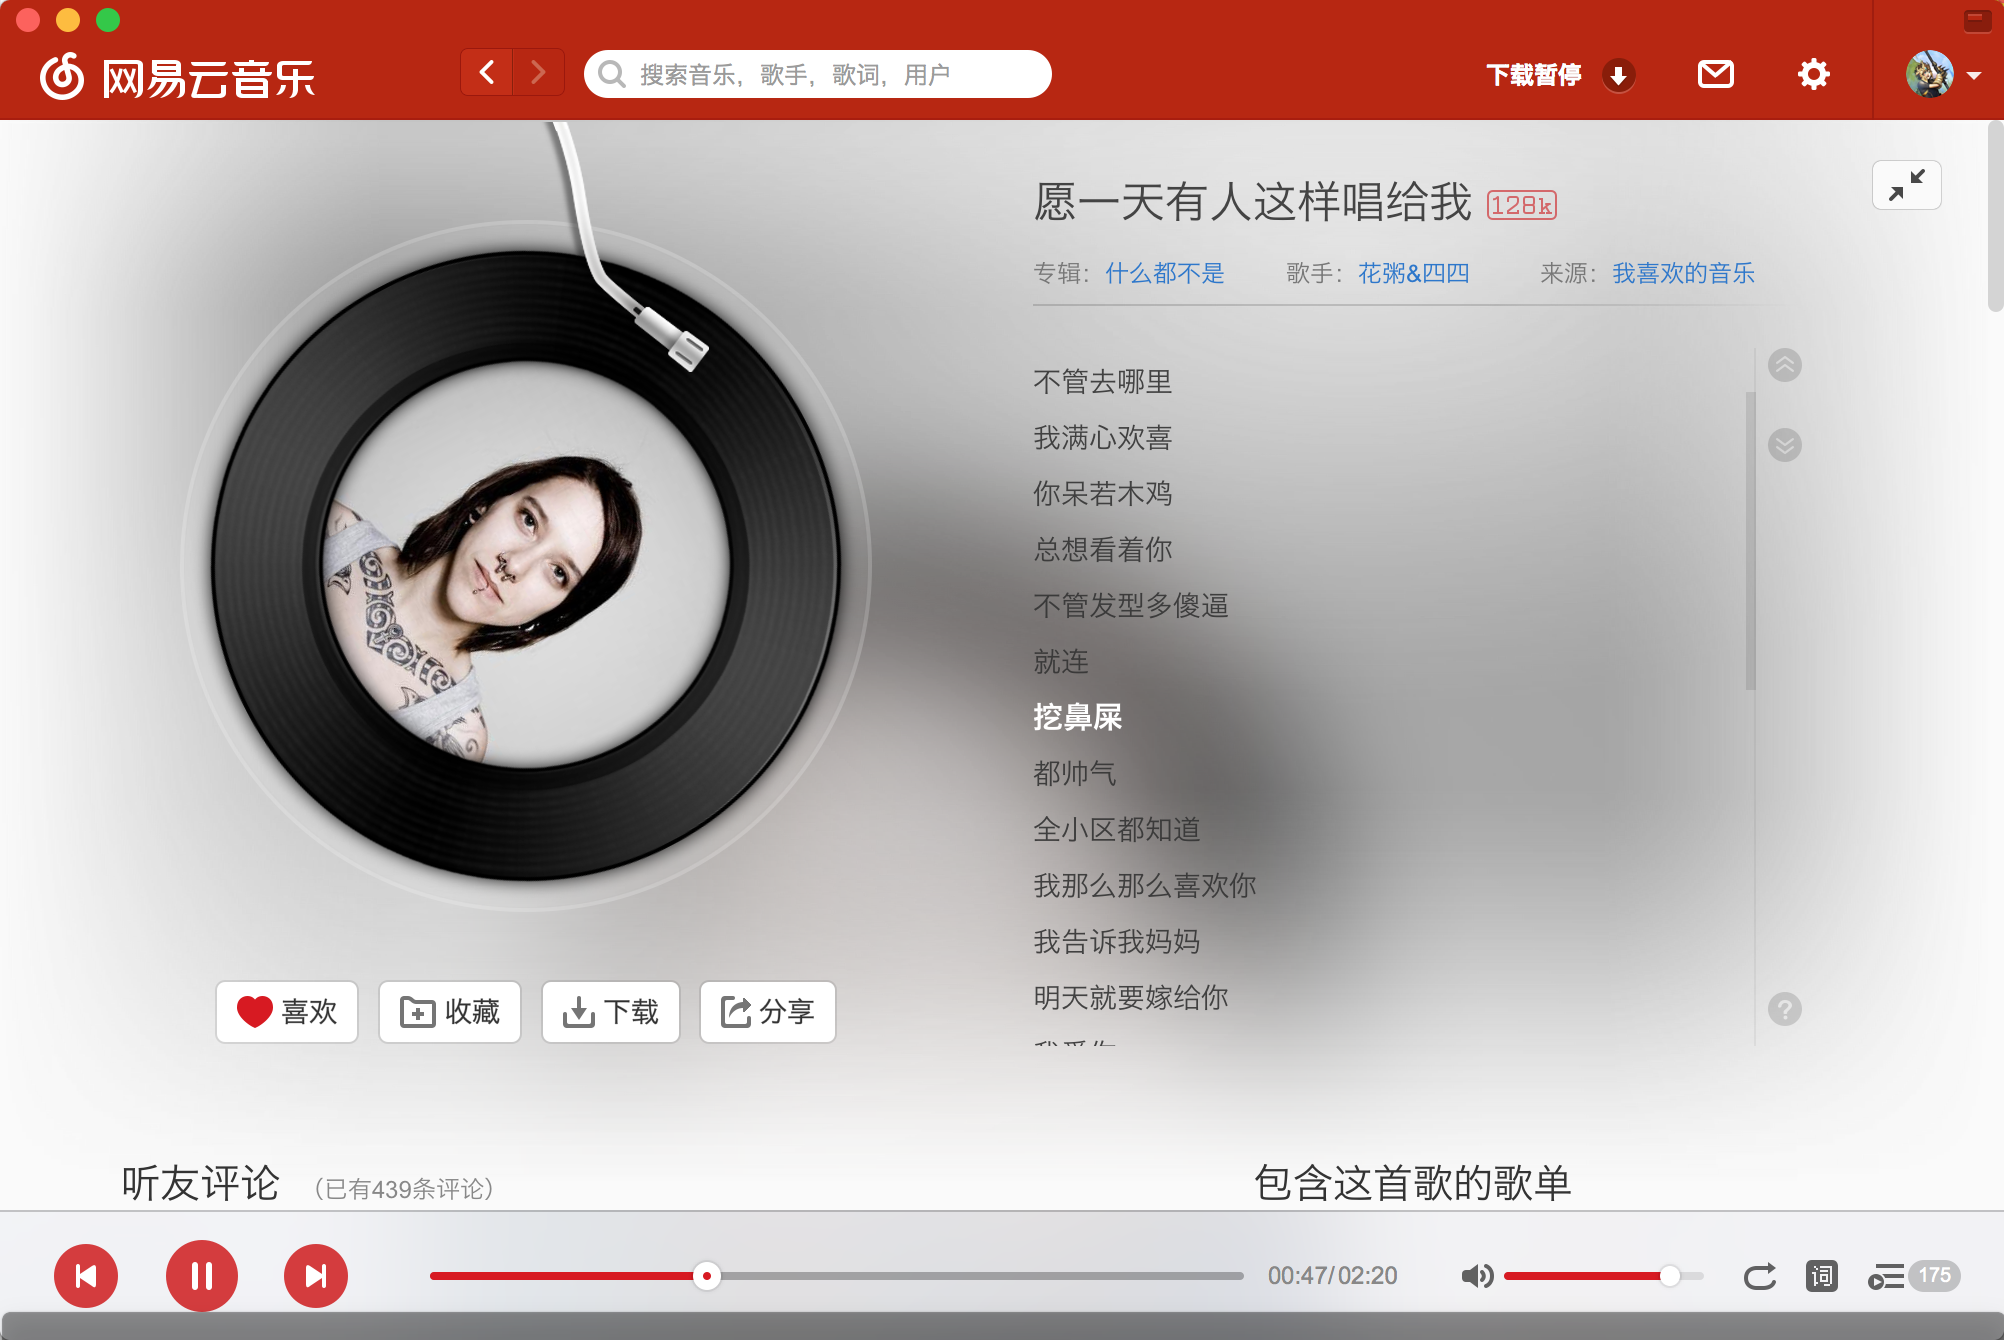 网易云音乐
搜索音乐，歌手，歌词，用户
下载暂停
愿一天有人这样唱给我 128k
专辑：什么都不是 歌手：花粥&四四 来源：我喜欢的音乐
不管去哪里
我满心欢喜
你呆若木鸡
总想看着你
不管发型多傻逼
就连
挖鼻屎
都帅气
全小区都知道
我那么那么喜欢你
我告诉我妈妈
明天就要嫁给你
喜欢 收藏 下载 分享
?
听友评论 （已有439条评论）
包含这首歌的歌单
00:47/02:20
词
175